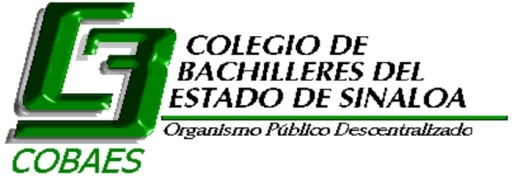 COLEGIO DE
BACHILLERES DEL
ESTADO DE SINALOA
Organismo Público Descentralizado
COBAES